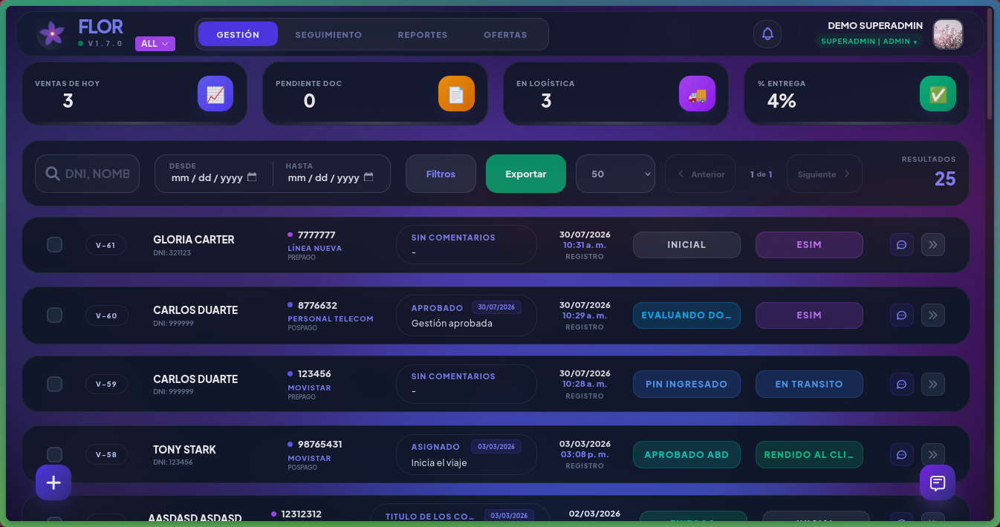 FLOR
V1.7.0
ALL
GESTIÓN
SEGUIMIENTO
REPORTES
OFERTAS
DEMO SUPERADMIN
SUPERADMIN | ADMIN ▾
VENTAS DE HOY
3
PENDIENTE DOC
0
EN LOGÍSTICA
3
% ENTREGA
4%
DNI, NOMB
DESDE
mm / dd / yyyy
HASTA
mm / dd / yyyy
Filtros
Exportar
50
Anterior
1 de 1
Siguiente
RESULTADOS
25
V-61
GLORIA CARTER
DNI: 321123
7777777
LÍNEA NUEVA
PREPAGO
SIN COMENTARIOS
-
30/07/2026
10:31 a. m.
REGISTRO
INICIAL
ESIM
V-60
CARLOS DUARTE
DNI: 999999
8776632
PERSONAL TELECOM
POSPAGO
APROBADO
30/07/2026
Gestión aprobada
30/07/2026
10:29 a. m.
REGISTRO
EVALUANDO DO...
ESIM
V-59
CARLOS DUARTE
DNI: 999999
123456
MOVISTAR
PREPAGO
SIN COMENTARIOS
-
30/07/2026
10:28 a. m.
REGISTRO
PIN INGRESADO
EN TRANSITO
V-58
TONY STARK
DNI: 123456
98765431
MOVISTAR
POSPAGO
ASIGNADO
03/03/2026
Inicia el viaje
03/03/2026
03:08 p. m.
REGISTRO
APROBADO ABD
RENDIDO AL CLI...
AASDASD ASDASD
12312312
TITULO DE LOS CO...
03/03/2026
02/03/2026